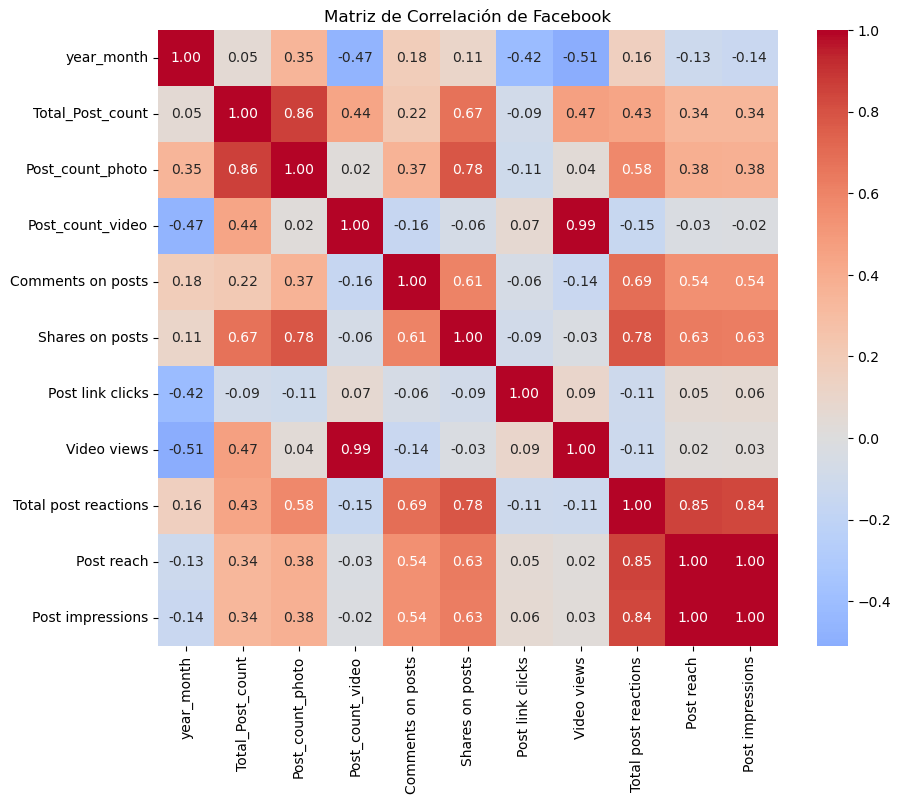 Matriz de Correlación de Facebook
year_month 1.00 0.05 0.35 -0.47 0.18 0.11 -0.42 -0.51 0.16 -0.13 -0.14
Total_Post_count 0.05 1.00 0.86 0.44 0.22 0.67 -0.09 0.47 0.43 0.34 0.34
Post_count_photo 0.35 0.86 1.00 0.02 0.37 0.78 -0.11 0.04 0.58 0.38 0.38
Post_count_video -0.47 0.44 0.02 1.00 -0.16 -0.06 0.07 0.99 -0.15 -0.03 -0.02
Comments on posts 0.18 0.22 0.37 -0.16 1.00 0.61 -0.06 -0.14 0.69 0.54 0.54
Shares on posts 0.11 0.67 0.78 -0.06 0.61 1.00 -0.09 -0.03 0.78 0.63 0.63
Post link clicks -0.42 -0.09 -0.11 0.07 -0.06 -0.09 1.00 0.09 -0.11 0.05 0.06
Video views -0.51 0.47 0.04 0.99 -0.14 -0.03 0.09 1.00 -0.11 0.02 0.03
Total post reactions 0.16 0.43 0.58 -0.15 0.69 0.78 -0.11 -0.11 1.00 0.85 0.84
Post reach -0.13 0.34 0.38 -0.03 0.54 0.63 0.05 0.02 0.85 1.00 1.00
Post impressions -0.14 0.34 0.38 -0.02 0.54 0.63 0.06 0.03 0.84 1.00 1.00
year_month
Total_Post_count
Post_count_photo
Post_count_video
Comments on posts
Shares on posts
Post link clicks
Video views
Total post reactions
Post reach
Post impressions
1.0
0.8
0.6
0.4
0.2
0.0
−0.2
−0.4